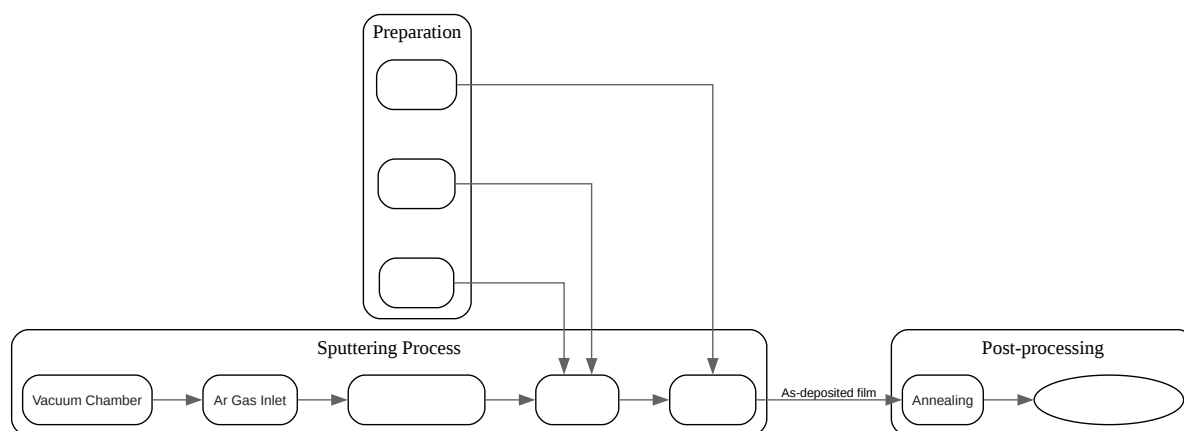 Preparation
Sputtering Process
Post-processing
Vacuum Chamber
Ar Gas Inlet
As-deposited film
Annealing